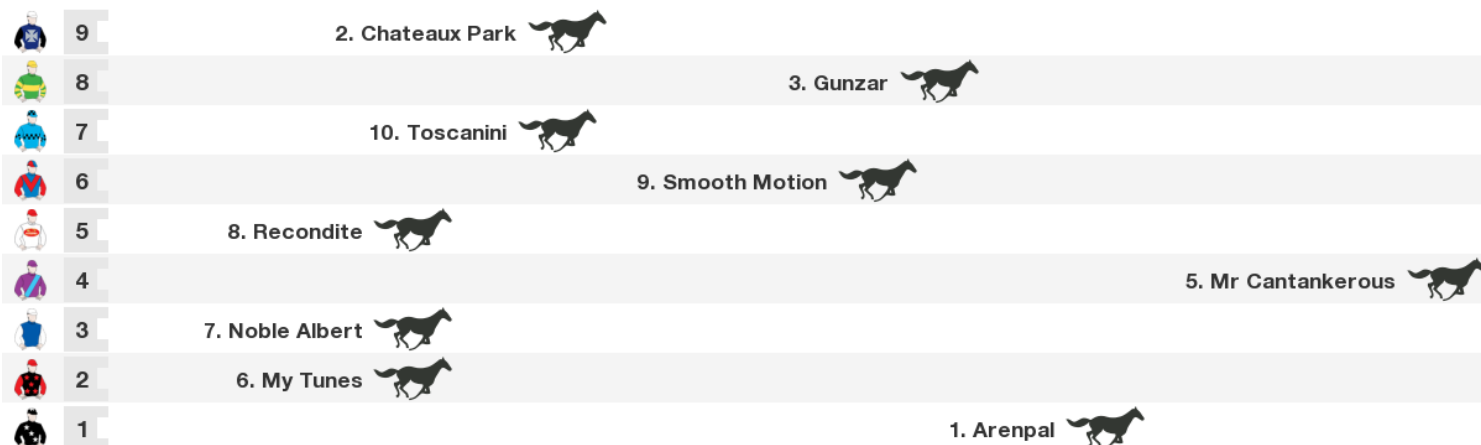 9 2. Chateaux Park
8 3. Gunzar
7 10. Toscanini
6 9. Smooth Motion
5 8. Recondite
4 5. Mr Cantankerous
3 7. Noble Albert
2 6. My Tunes
1 1. Arenpal